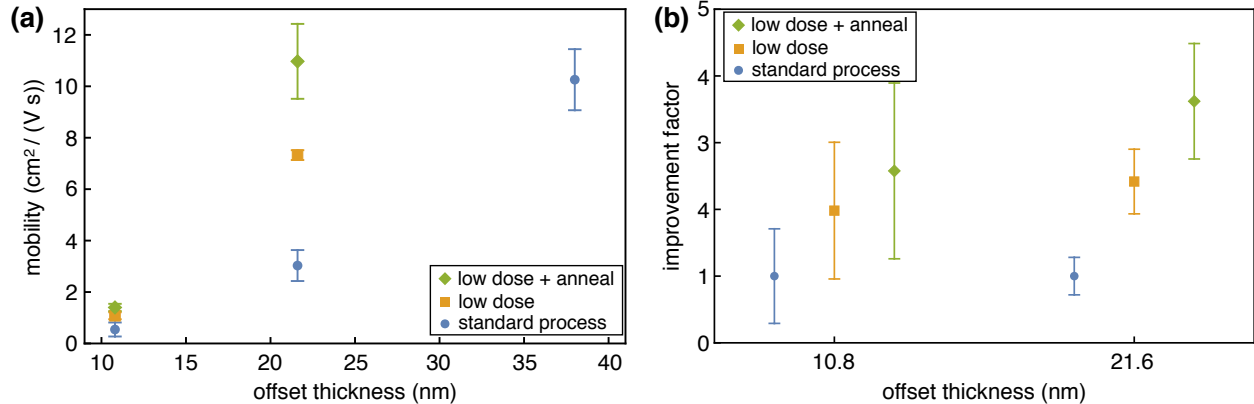 (a)
12
10
8
6
4
2
0
mobility (cm² / (V s))
low dose + anneal
low dose
standard process
10 15 20 25 30 35 40
offset thickness (nm)
(b)
5
4
3
4
1
5
improvement factor
low dose + anneal
low dose
standard process
10.8 21.6
offset thickness (nm)